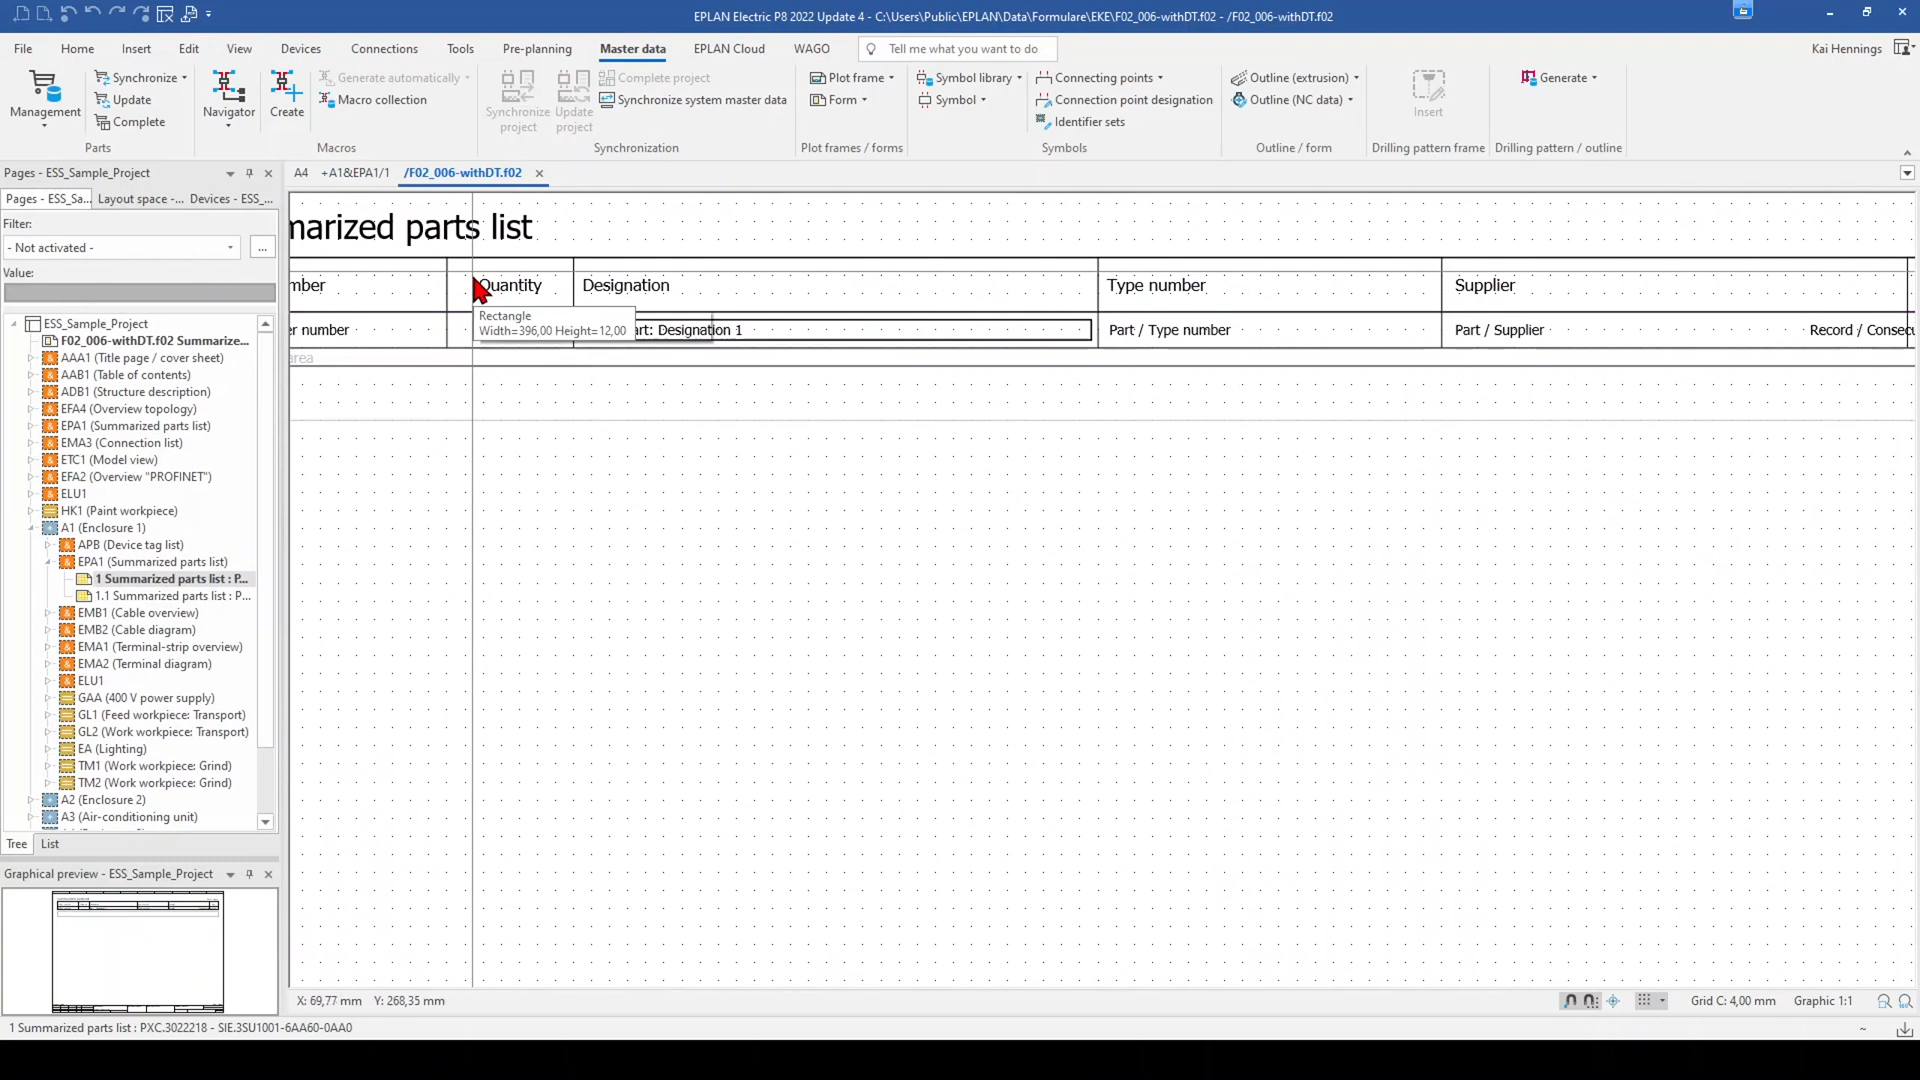 EPLAN Electric P8 2022 Update 4 - C:\Users\Public\EPLAN\Data\Formulare\EKE\F02_006-withDT.f02 - /F02_006-withDT.f02
File Home Insert Edit View Devices Connections Tools Pre-planning Master data EPLAN Cloud WAGO Tell me what you want to do Kai Hennings
Management
Synchronize
Update
Complete
Parts
Navigator
Create
Generate automatically
Macro collection
Macros
Synchronize project
Update project
Complete project
Synchronize system master data
Synchronization
Plot frame
Form
Plot frames / forms
Symbol library
Symbol
Connecting points
Connection point designation
Identifier sets
Symbols
Outline (extrusion)
Outline (NC data)
Outline / form
Insert
Drilling pattern frame
Generate
Drilling pattern / outline
Pages - ESS_Sample_Project
A4 +A1&EPA1/1 /F02_006-withDT.f02
Pages - ESS_Sa... Layout space -... Devices - ESS_...
Filter:
- Not activated -
...
Value:
ESS_Sample_Project
F02_006-withDT.f02 Summarize...
AAA1 (Title page / cover sheet)
AAB1 (Table of contents)
ADB1 (Structure description)
EFA4 (Overview topology)
EPA1 (Summarized parts list)
EMA3 (Connection list)
ETC1 (Model view)
EFA2 (Overview "PROFINET")
ELU1
HK1 (Paint workpiece)
A1 (Enclosure 1)
APB (Device tag list)
EPA1 (Summarized parts list)
1 Summarized parts list : P...
1.1 Summarized parts list : P...
EMB1 (Cable overview)
EMB2 (Cable diagram)
EMA1 (Terminal-strip overview)
EMA2 (Terminal diagram)
ELU1
GAA (400 V power supply)
GL1 (Feed workpiece: Transport)
GL2 (Work workpiece: Transport)
EA (Lighting)
TM1 (Work workpiece: Grind)
TM2 (Work workpiece: Grind)
A2 (Enclosure 2)
A3 (Air-conditioning unit)
Tree List
Graphical preview - ESS_Sample_Project
marized parts list
mber Quantity Designation Type number Supplier
Rectangle
Width=396,00 Height=12,00
er number art: Designation 1 Part / Type number Part / Supplier Record / Consecu
area
X: 69,77 mm Y: 268,35 mm
Grid C: 4,00 mm Graphic 1:1
1 Summarized parts list : PXC.3022218 - SIE.3SU1001-6AA60-0AA0
~